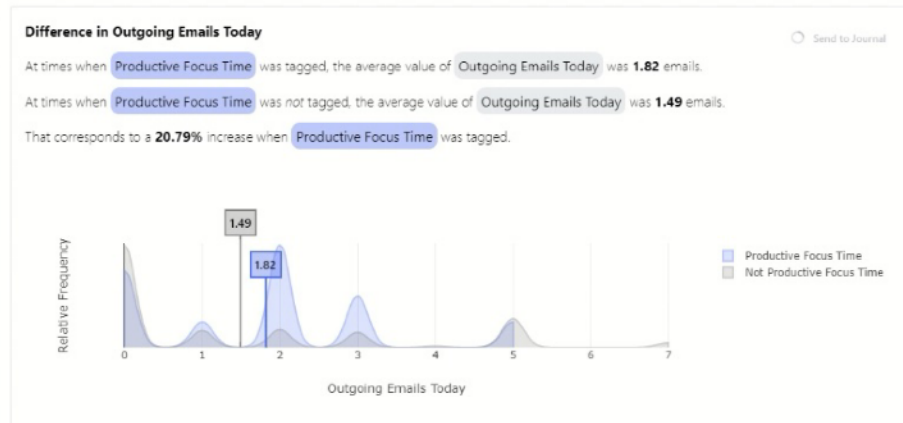 Difference in Outgoing Emails Today
Send to Journal
At times when Productive Focus Time was tagged, the average value of Outgoing Emails Today was 1.82 emails.
At times when Productive Focus Time was not tagged, the average value of Outgoing Emails Today was 1.49 emails.
That corresponds to a 20.79% increase when Productive Focus Time was tagged.
1.49
1.82
Relative Frequency
Productive Focus Time
Not Productive Focus Time
0 1 2 3 4 5 6 7
Outgoing Emails Today